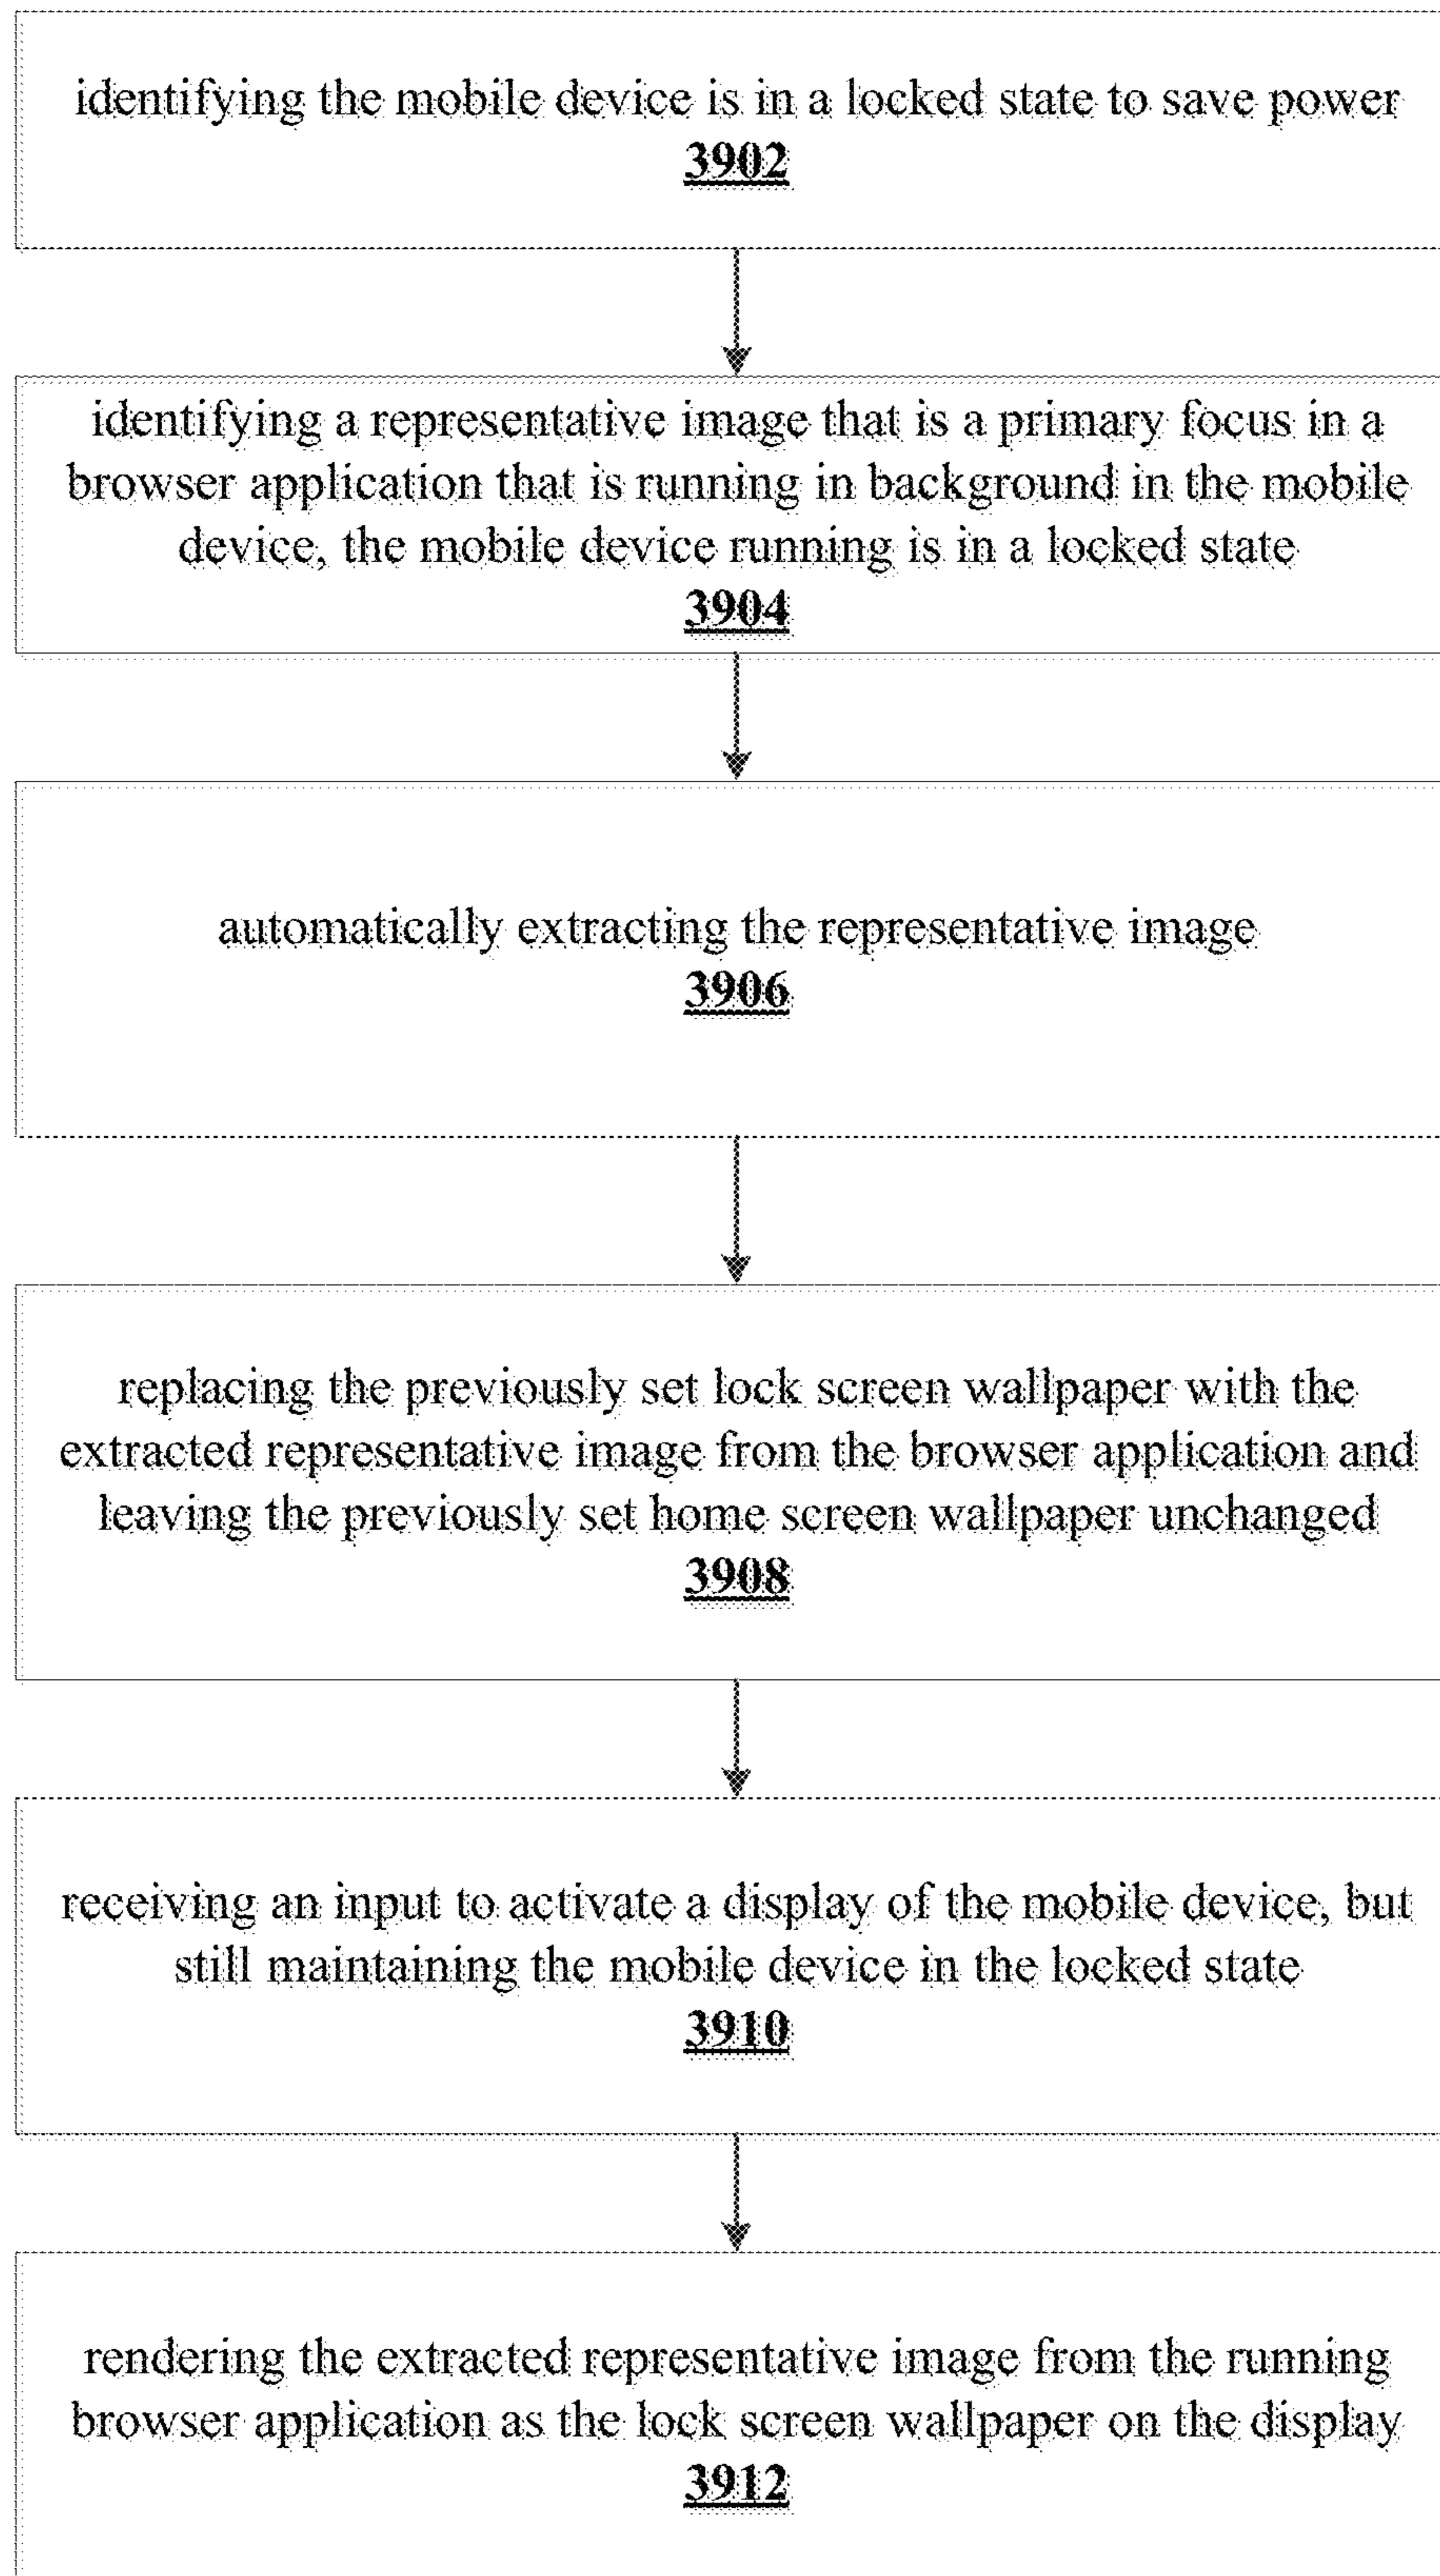 identifying the mobile device is in a locked state to save power
3902
identifying a representative image that is a primary focus in a
browser application that is running in background in the mobile
device, the mobile device running is in a locked state
3904
automatically extracting the representative image
3906
replacing the previously set lock screen wallpaper with the
extracted representative image from the browser application and
leaving the previously set home screen wallpaper unchanged
3908
receiving an input to activate a display of the mobile device, but
still maintaining the mobile device in the locked state
3910
rendering the extracted representative image from the running
browser application as the lock screen wallpaper on the display
3912